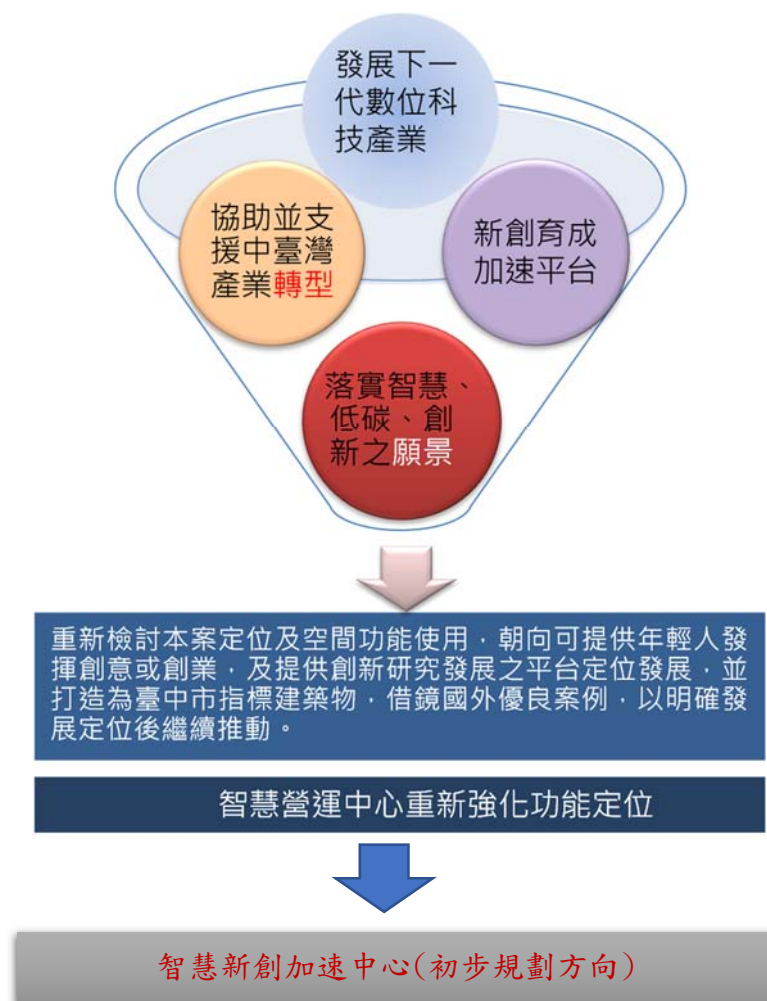 發展下一
代數位科
技產業
協助並支
援中臺灣
產業轉型
新創育成
加速平台
落實智慧、
低碳、創
新之願景
重新檢討本案定位及空間功能使用，朝向可提供年輕人發
揮創意或創業，及提供創新研究發展之平台定位發展，並
打造為臺中市指標建築物，借鏡國外優良案例，以明確發
展定位後繼續推動。
智慧營運中心重新強化功能定位
智慧新創加速中心(初步規劃方向)